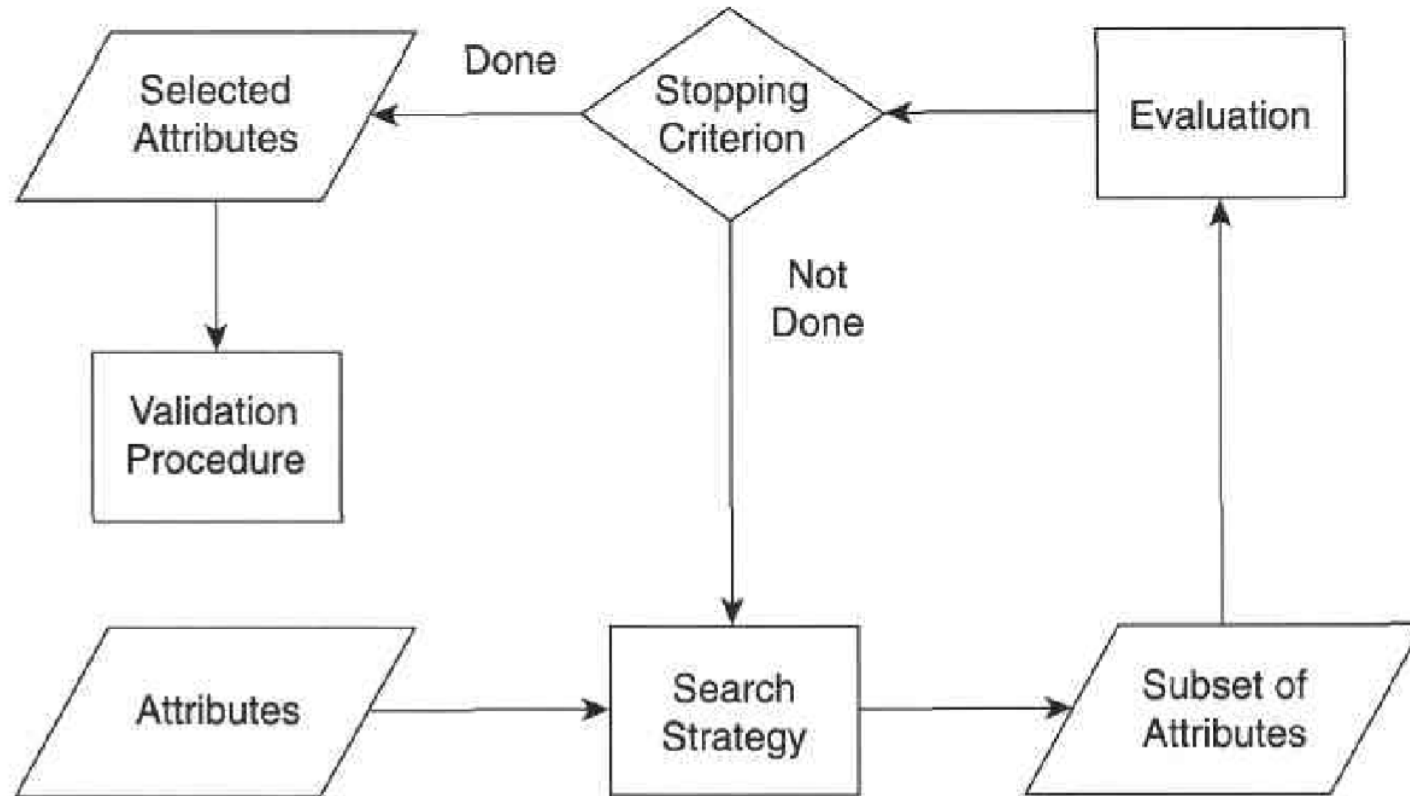 Selected
Attributes
Done
Stopping
Criterion
Evaluation
Not
Done
Validation
Procedure
Attributes
Search
Strategy
Subset of
Attributes